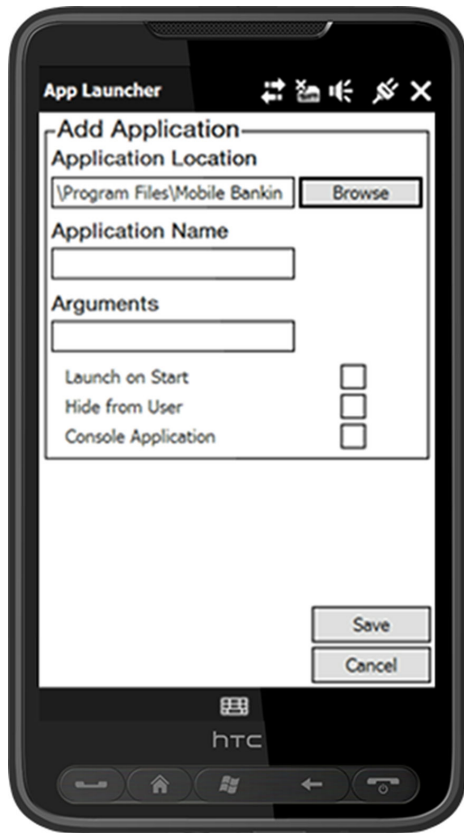 App Launcher
Add Application
Application Location
\Program Files\Mobile Bankin
Browse
Application Name
Arguments
Launch on Start
Hide from User
Console Application
Save
Cancel
hTC